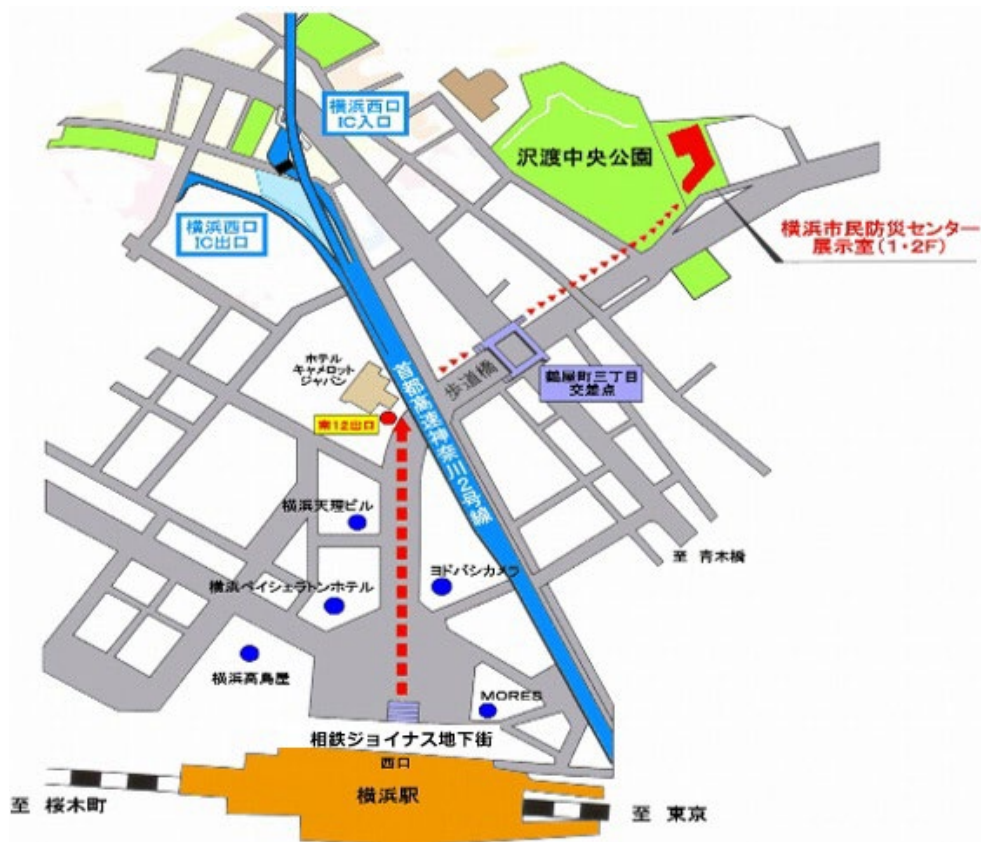 横浜西口
IC入口
沢渡中央公園
横浜西口
IC出口
横浜市民防災センター
展示室(1・2F)
ホテル
キャメロット
ジャパン
首都高速神奈川2号線
歩道橋
鶴屋町三丁目
交差点
南12出口
横浜天理ビル
至 青木橋
ヨドバシカメラ
横浜ベイシェラトンホテル
横浜高島屋
MORES
相鉄ジョイナス地下街
西口
横浜駅
至 桜木町
至 東京